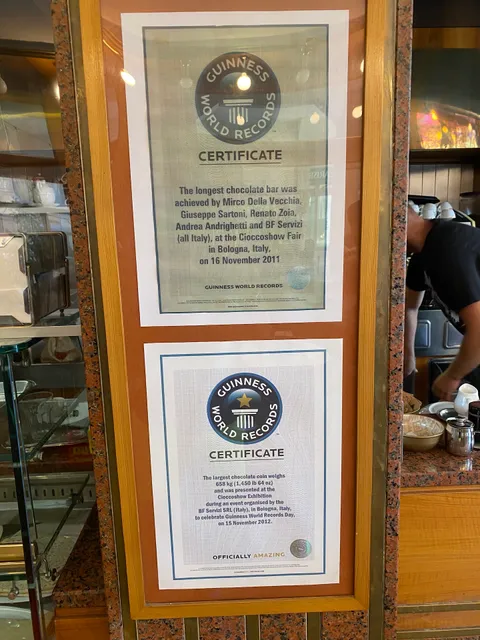 GUINNESS
WORLD RECORDS
CERTIFICATE
The longest chocolate bar was
achieved by Mirco Della Vecchia,
Giuseppe Sartoni, Renato Zoia,
Andrea Andrighetti and BF Servizi
(all Italy), at the Cioccoshow Fair
in Bologna, Italy,
on 16 November 2011
GUINNESS WORLD RECORDS
GUINNESS
WORLD RECORDS
CERTIFICATE
The largest chocolate coin weighs
658 kg (1,450 lb 64 oz)
and was presented at the
Cioccoshow Exhibition
during an event organised by the
BF Servizi SRL (Italy), in Bologna, Italy,
to celebrate Guinness World Records Day,
on 15 November 2012.
OFFICIALLY AMAZING